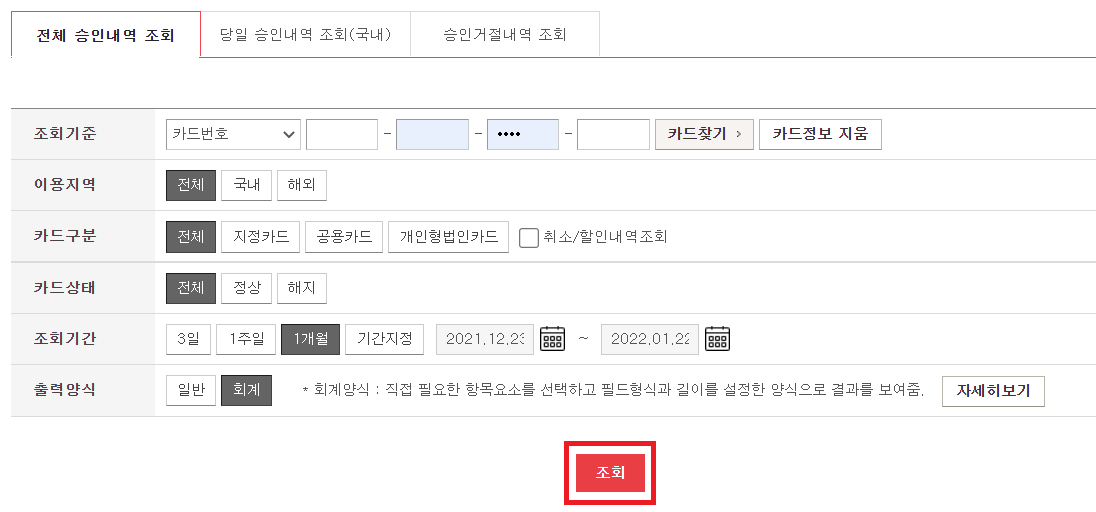 전체 승인내역 조회 당일 승인내역 조회(국내) 승인거절내역 조회
조회기준 카드번호 - - •••• - 카드찾기 > 카드정보 지움
이용지역 전체 국내 해외
카드구분 전체 지정카드 공용카드 개인형법인카드 취소/할인내역조회
카드상태 전체 정상 해지
조회기간 3일 1주일 1개월 기간지정 2021.12.23 ~ 2022.01.22
출력양식 일반 회계 * 회계양식 : 직접 필요한 항목요소를 선택하고 필드형식과 길이를 설정한 양식으로 결과를 보여줌. 자세히보기
조회